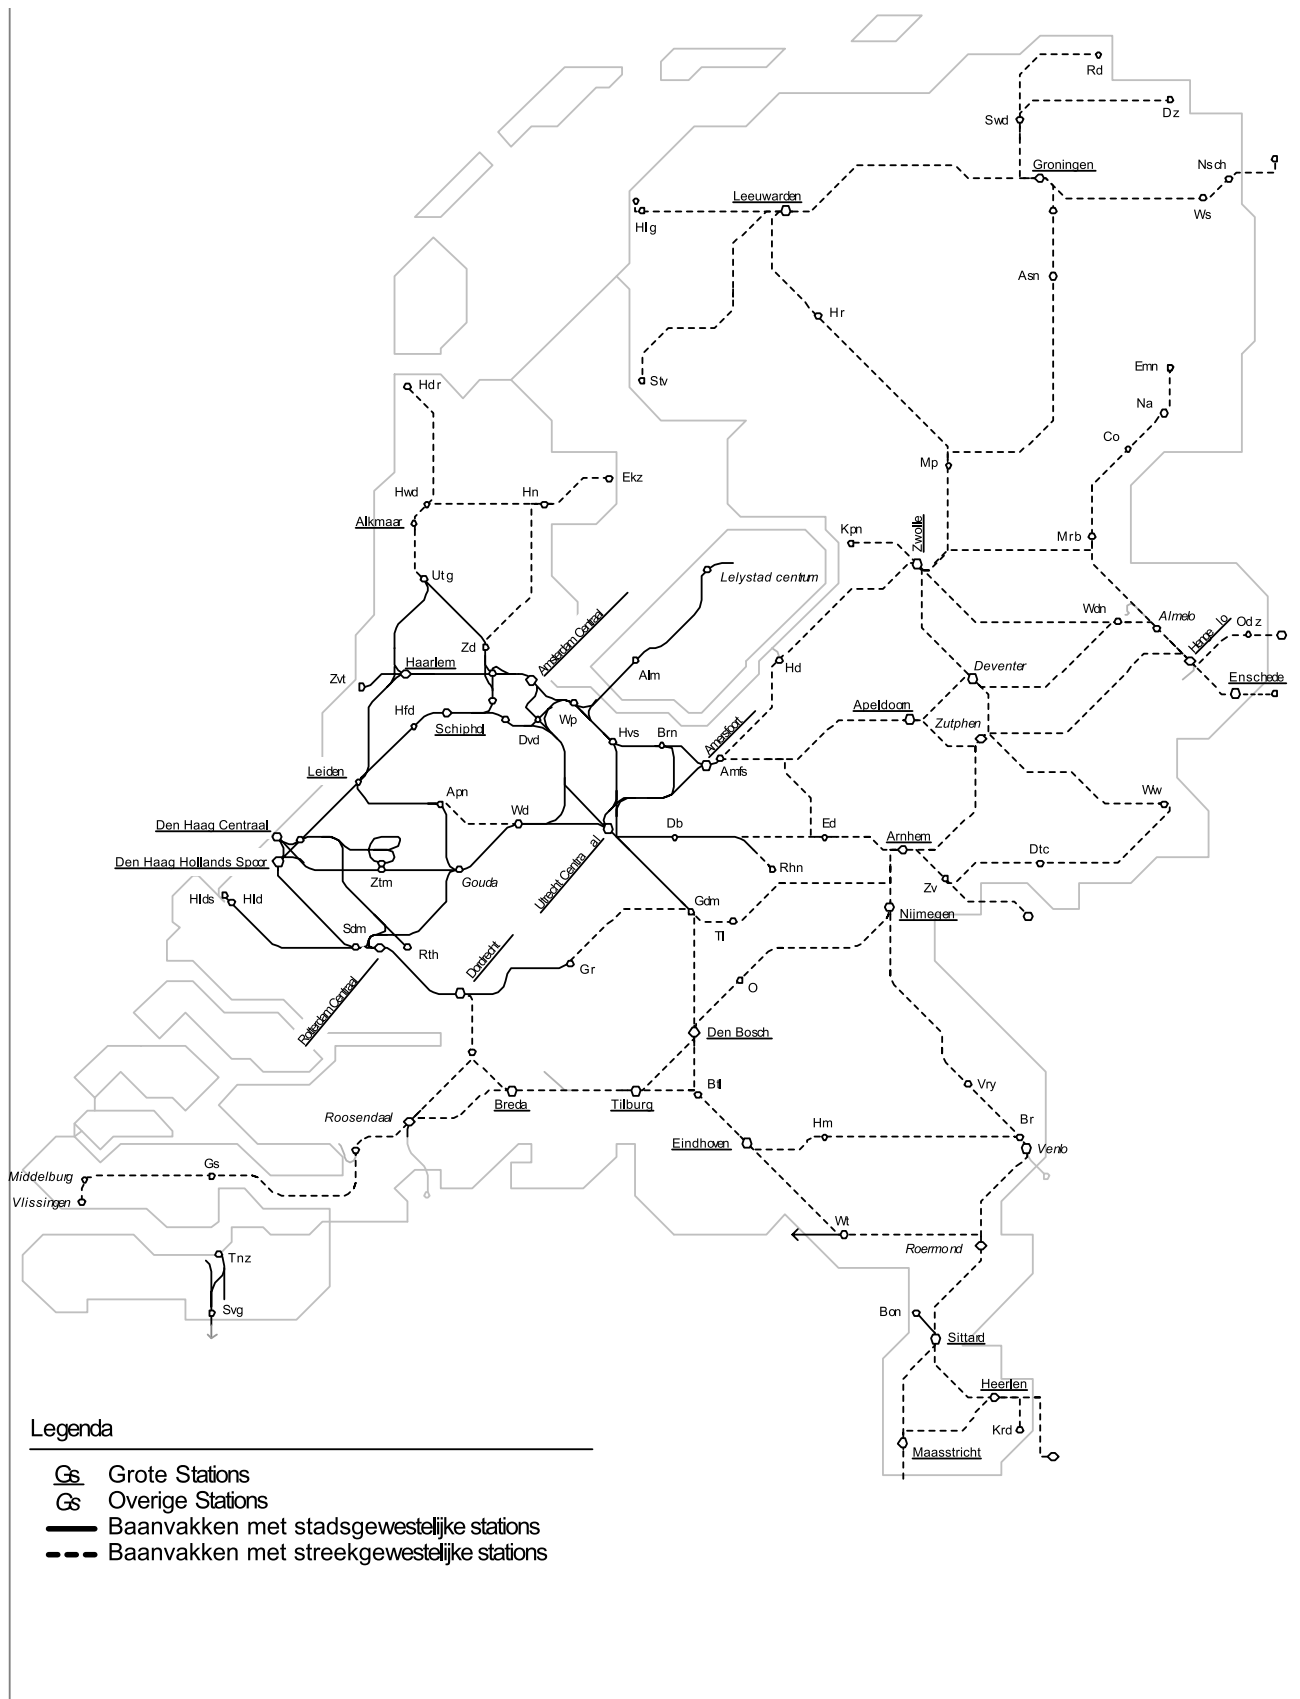 Rd
Dz
Swd
Nsch
Groningen
Leeuwarden
Ws
Hlg
Asn
Hr
Stv
Emn
Hdr
Na
Co
Mp
Ekz
Hwd
Hn
Alkmaar
Kpn
Zwolle
Mrb
Utg
Lelystad centrum
Wdn
Almelo
Hengelo
Odz
Amsterdam Centraal
Zd
Haarlem
Alm
Hd
Deventer
Enschede
Zvt
Hfd
Schiphol
Wp
Dvd
Hvs
Brn
Amersfoort
Apeldoorn
Zutphen
Amfs
Leiden
Apn
Wd
Ww
Den Haag Centraal
Db
Ed
Arnhem
Dtc
Den Haag Hollands Spoor
Ztm
Gouda
Utrecht Centraal
Rhn
Zv
Hlds
Hld
Gdm
Nijmegen
Sdm
Rth
Dordrecht
Tl
Gr
O
Rotterdam Centraal
Den Bosch
Btl
Vry
Breda
Tilburg
Roosendaal
Hm
Br
Eindhoven
Venlo
Gs
Middelburg
Vlissingen
Wt
Roermond
Tnz
Svg
Bon
Sittard
Heerlen
Krd
Maasstricht
Legenda
Gs Grote Stations
Gs Overige Stations
Baanvakken met stadsgewestelijke stations
Baanvakken met streekgewestelijke stations